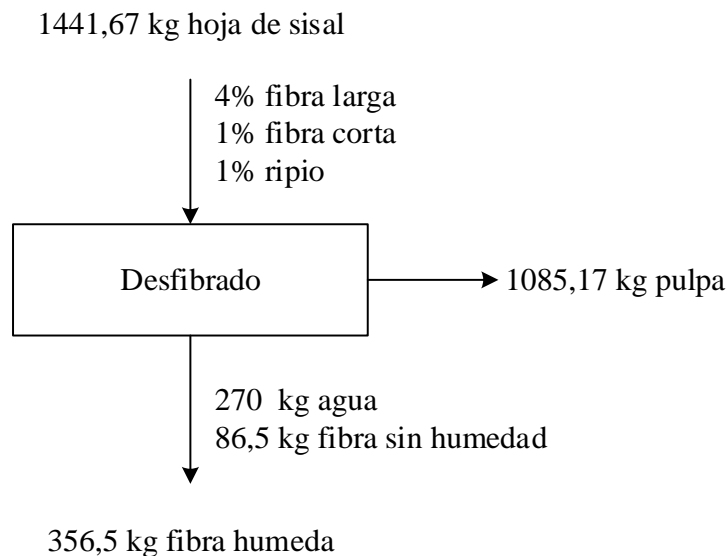 1441,67 kg hoja de sisal
4% fibra larga
1% fibra corta
1% ripio
Desfibrado
1085,17 kg pulpa
270 kg agua
86,5 kg fibra sin humedad
356,5 kg fibra humeda